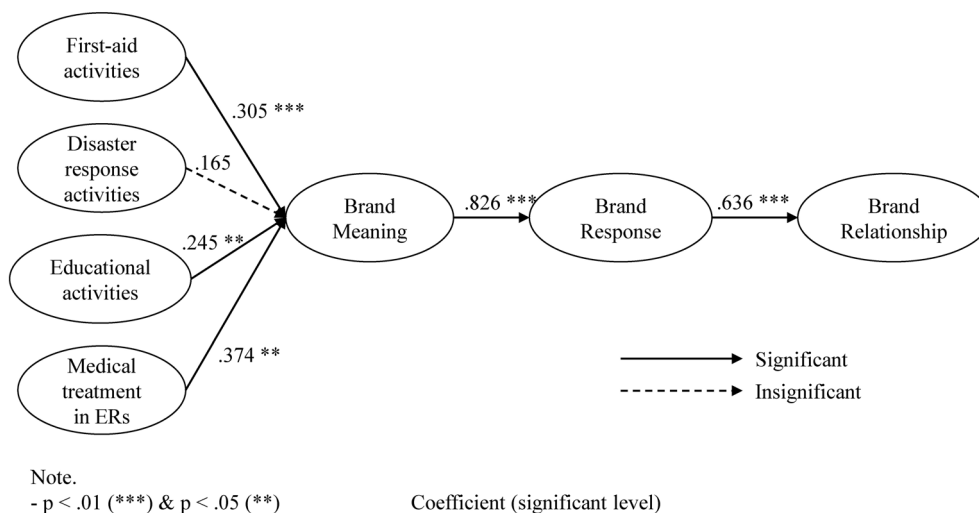 First-aid
activities
.305 ***
Disaster
response
activities
.165
Brand
Meaning
.826 ***
Brand
Response
.636 ***
Brand
Relationship
.245 **
Educational
activities
.374 **
Medical
treatment
in ERs
Significant
Insignificant
Note.
- p < .01 (***) & p < .05 (**) Coefficient (significant level)